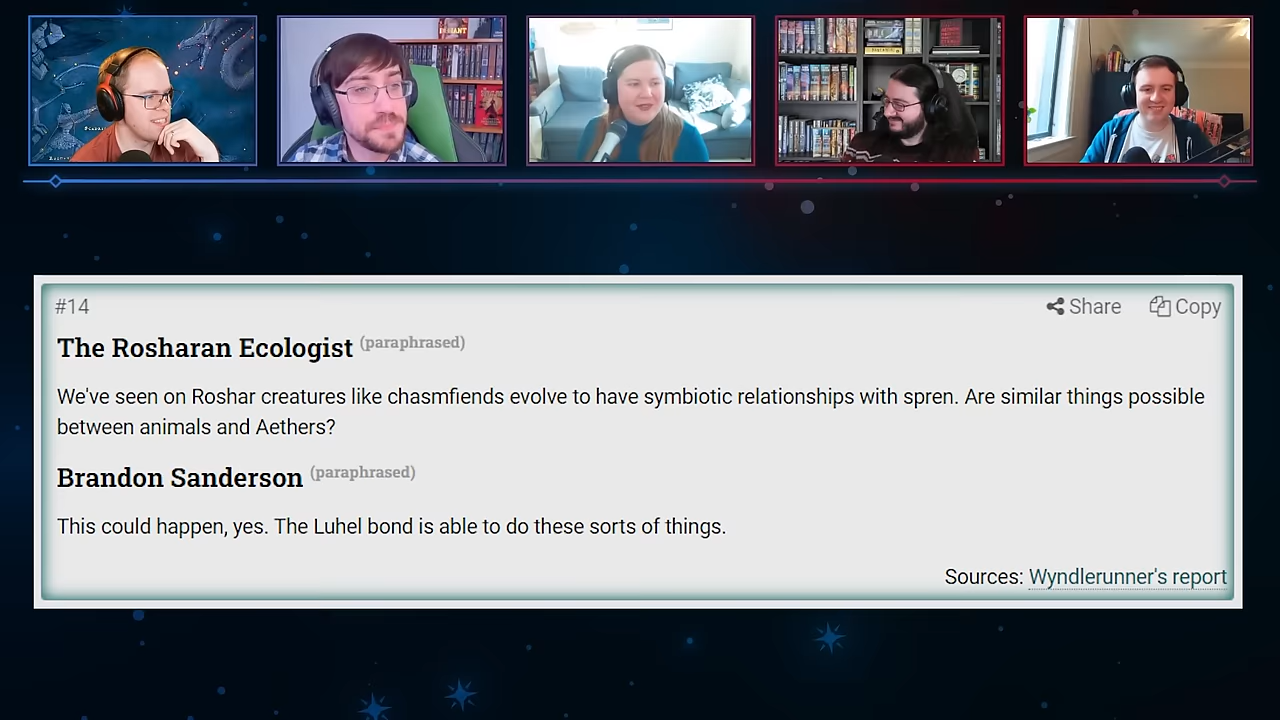 #14
Share Copy
The Rosharan Ecologist (paraphrased)
We've seen on Roshar creatures like chasmfiends evolve to have symbiotic relationships with spren. Are similar things possible
between animals and Aethers?
Brandon Sanderson (paraphrased)
This could happen, yes. The Luhel bond is able to do these sorts of things.
Sources: Wyndlerunner's report